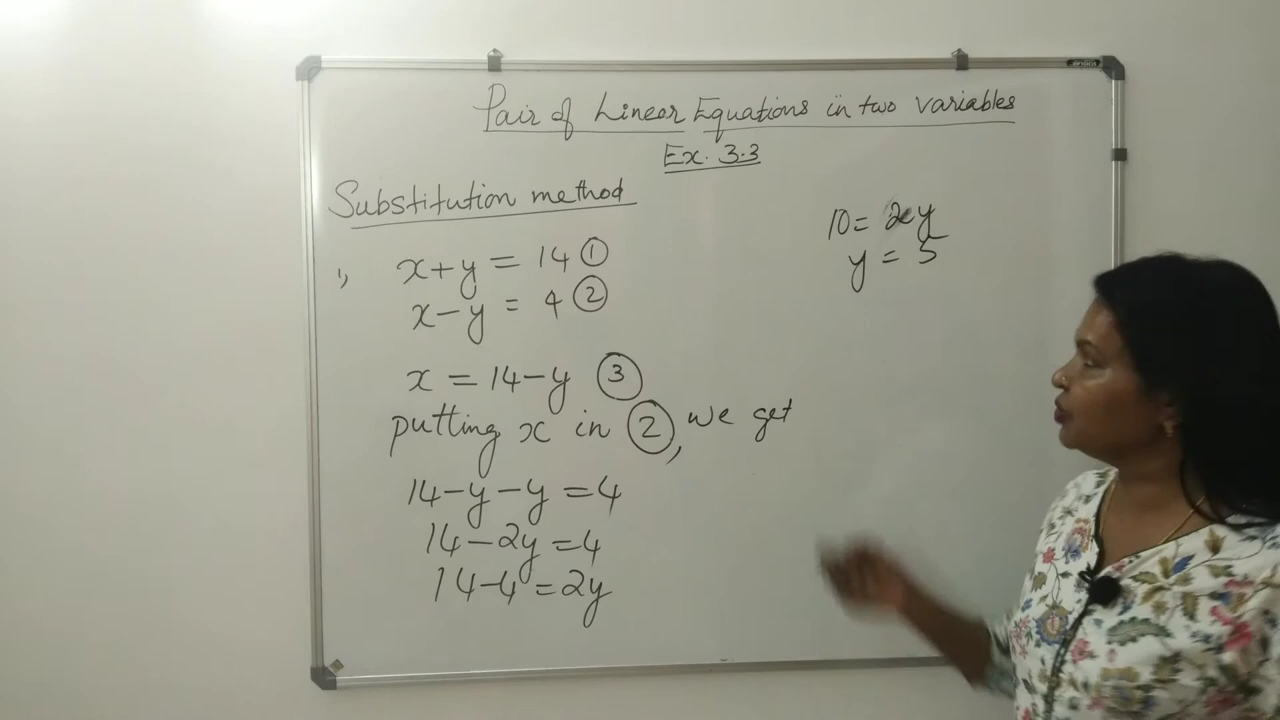 Pair of Linear Equations in two variables
Ex. 3.3
Substitution method
1, x+y = 14 ①
x-y = 4 ②
x = 14-y ③
putting x in ②, we get
14-y-y = 4
14-2y = 4
14-4 = 2y
10 = 2y
y = 5